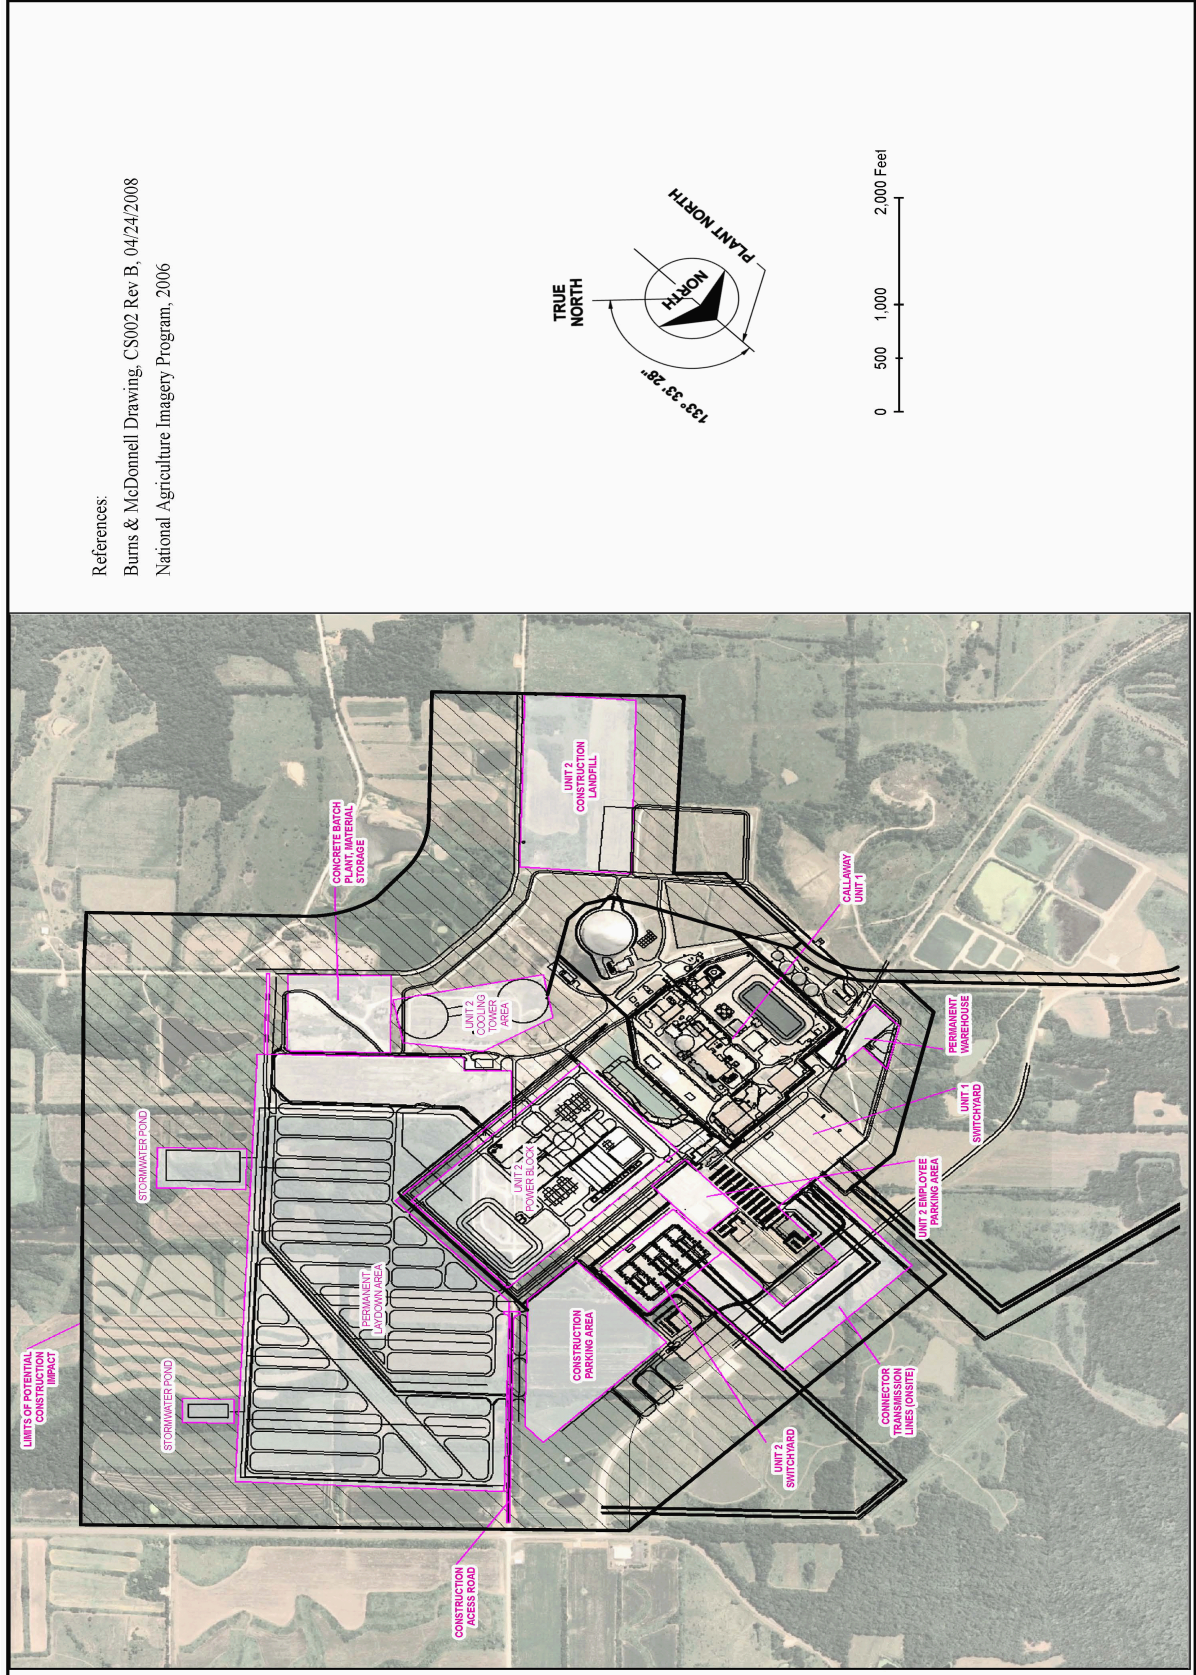 References:
Burns & McDonnell Drawing, CS002 Rev B, 04/24/2008
National Agriculture Imagery Program, 2006
TRUE
NORTH
NORTH
PLANT NORTH
133° 33' 28"
0
500
1,000
2,000 Feet
LIMITS OF POTENTIAL
CONSTRUCTION
IMPACT
STORMWATER POND
STORMWATER POND
CONCRETE BATCH
PLANT, MATERIAL
STORAGE
UNIT 2
CONSTRUCTION
LANDFILL
UNIT 2
COOLING
TOWER
AREA
PERMANENT
LAYDOWN AREA
UNIT 2
POWER BLOCK
CALLAWAY
UNIT 1
PERMANENT
WAREHOUSE
UNIT 1
SWITCHYARD
UNIT 2 EMPLOYEE
PARKING AREA
CONSTRUCTION
PARKING AREA
CONNECTOR
TRANSMISSION
LINES (ONSITE)
UNIT 2
SWITCHYARD
CONSTRUCTION
ACESS ROAD